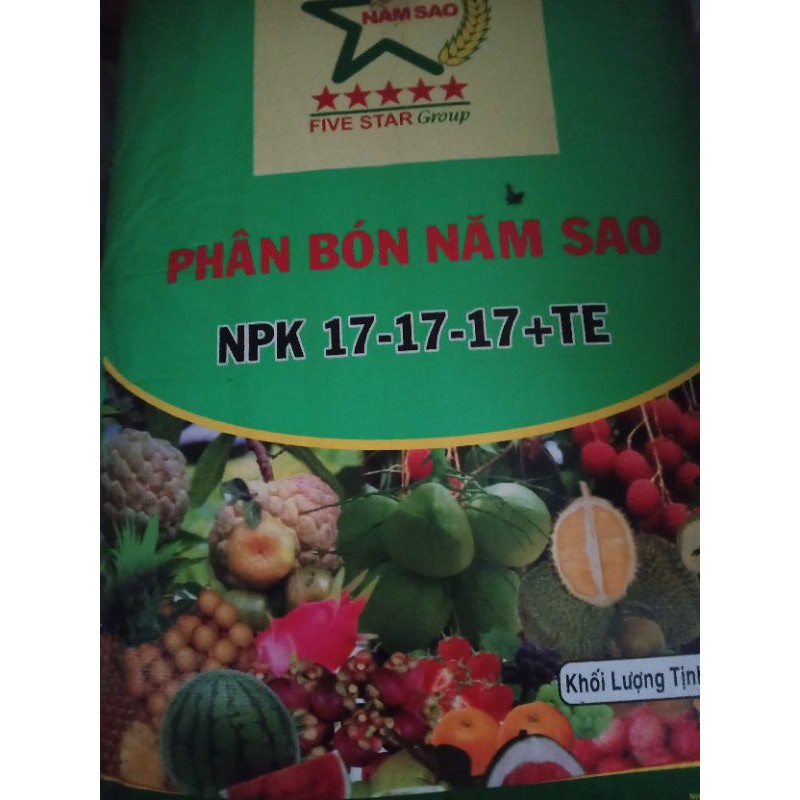 NĂM SAO
FIVE STAR Group
PHÂN BÓN NĂM SAO
NPK 17-17-17+TE
Khối Lượng Tịnh